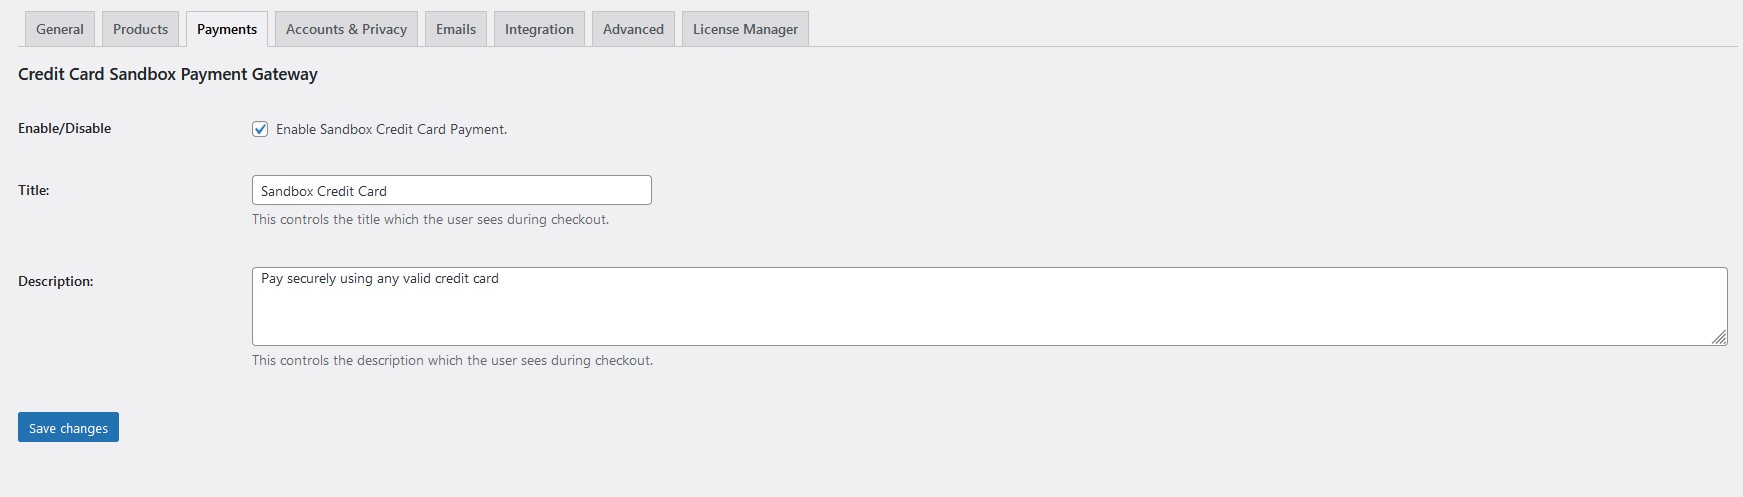 General Products Payments Accounts & Privacy Emails Integration Advanced License Manager
Credit Card Sandbox Payment Gateway
Enable/Disable Enable Sandbox Credit Card Payment.
Title: Sandbox Credit Card
This controls the title which the user sees during checkout.
Description: Pay securely using any valid credit card
This controls the description which the user sees during checkout.
Save changes